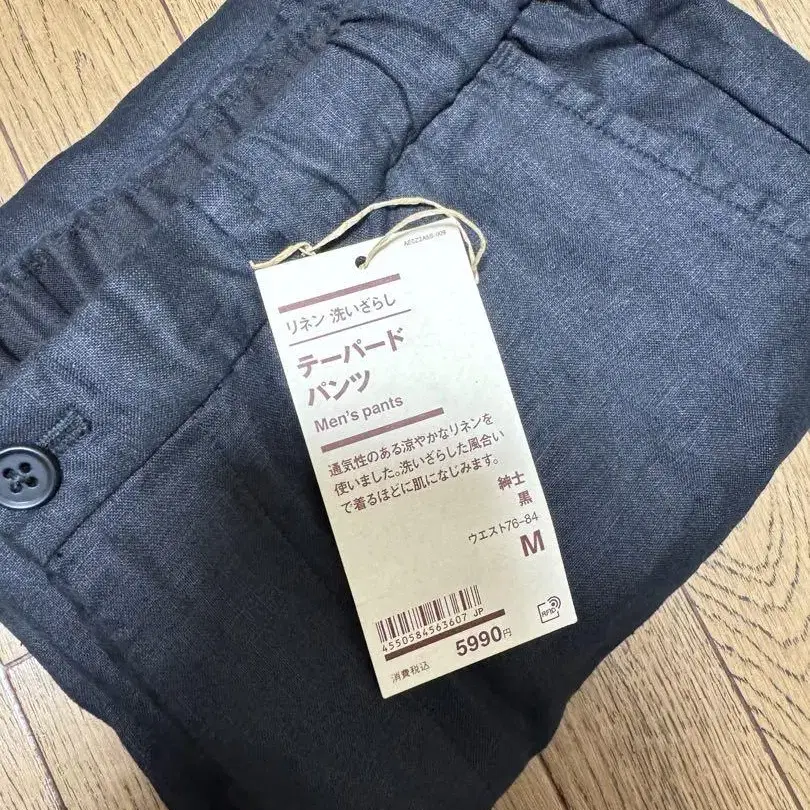 リネン 洗いざらし
テーパード
パンツ
Men's pants
通気性のある涼やかなリネンを
使いました。洗いざらした風合い
で着るほどに肌になじみます。
紳士
黒
ウエスト76-84
M
4550584563607 JP
RFID
5990円
消費税込